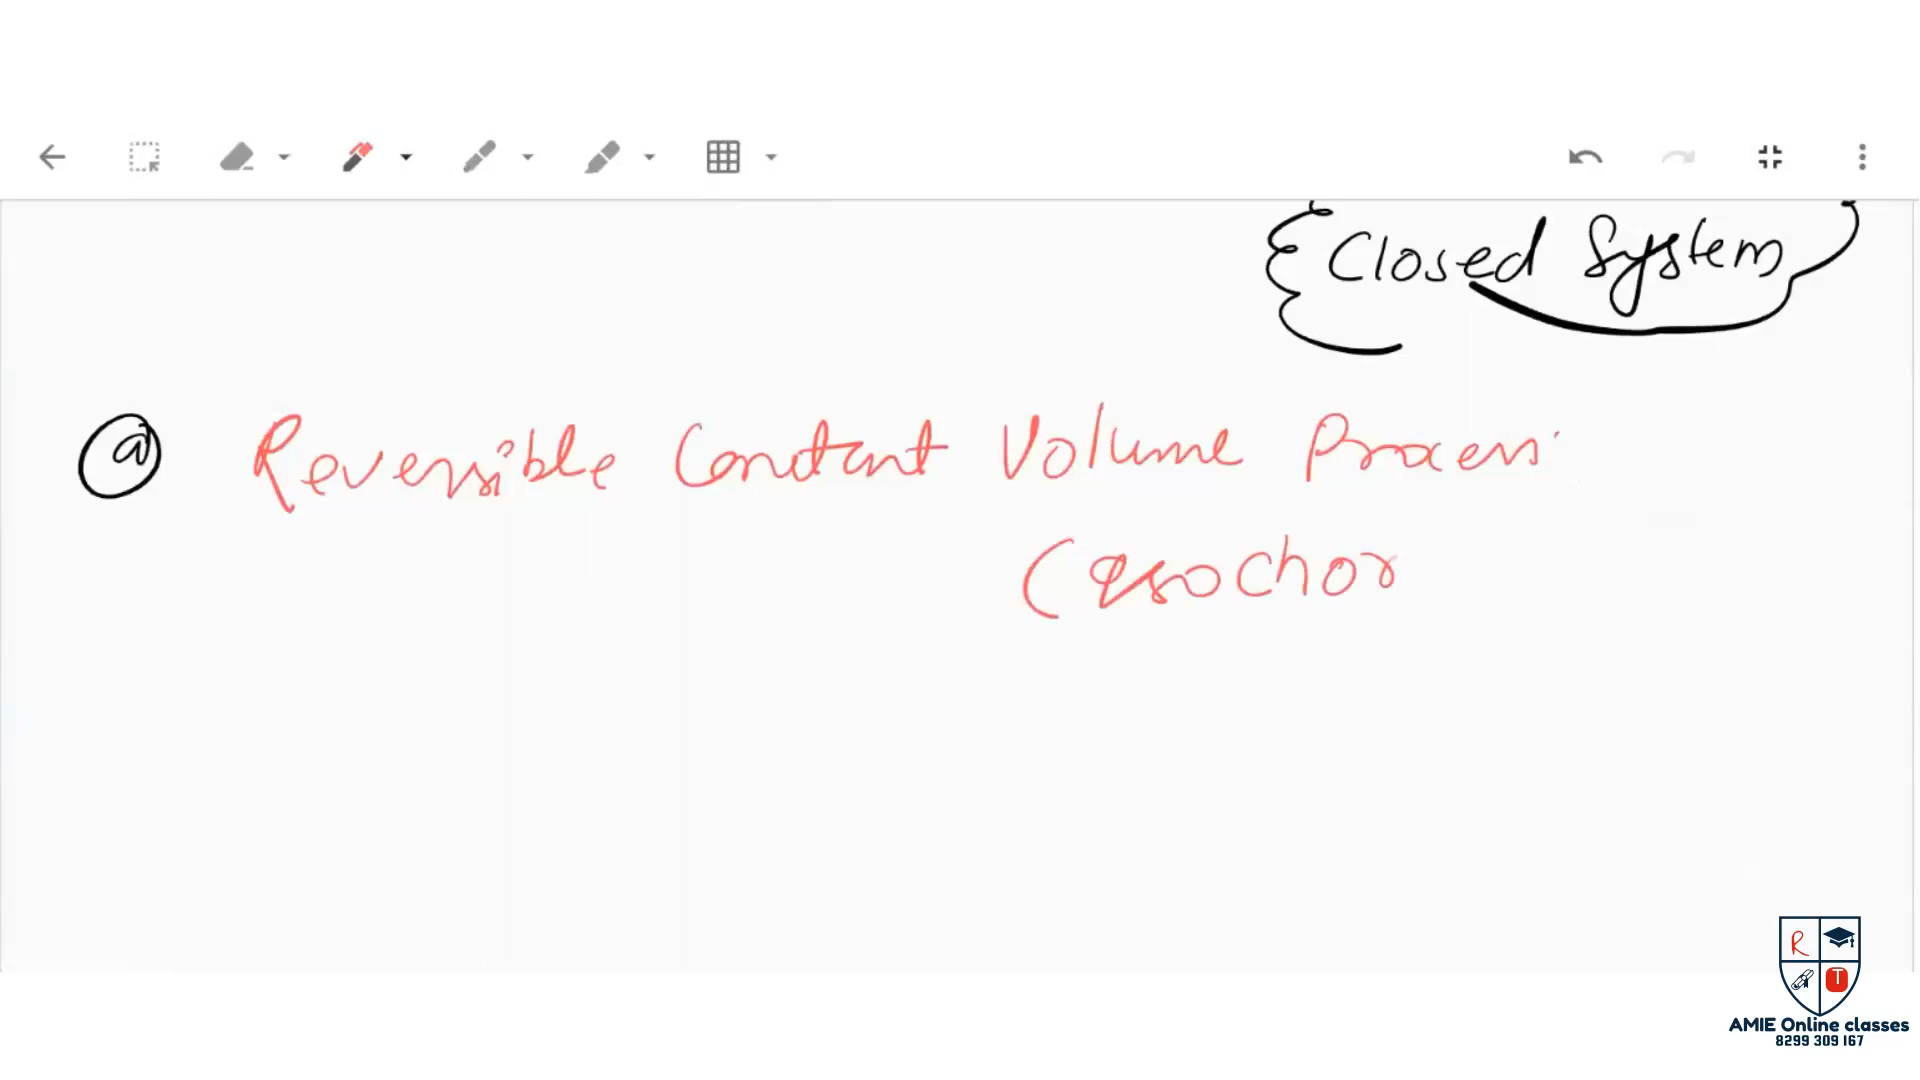 Closed System
a Reversible Constant Volume Process
(Isochor
R
T
AMIE Online classes
8299 309 167